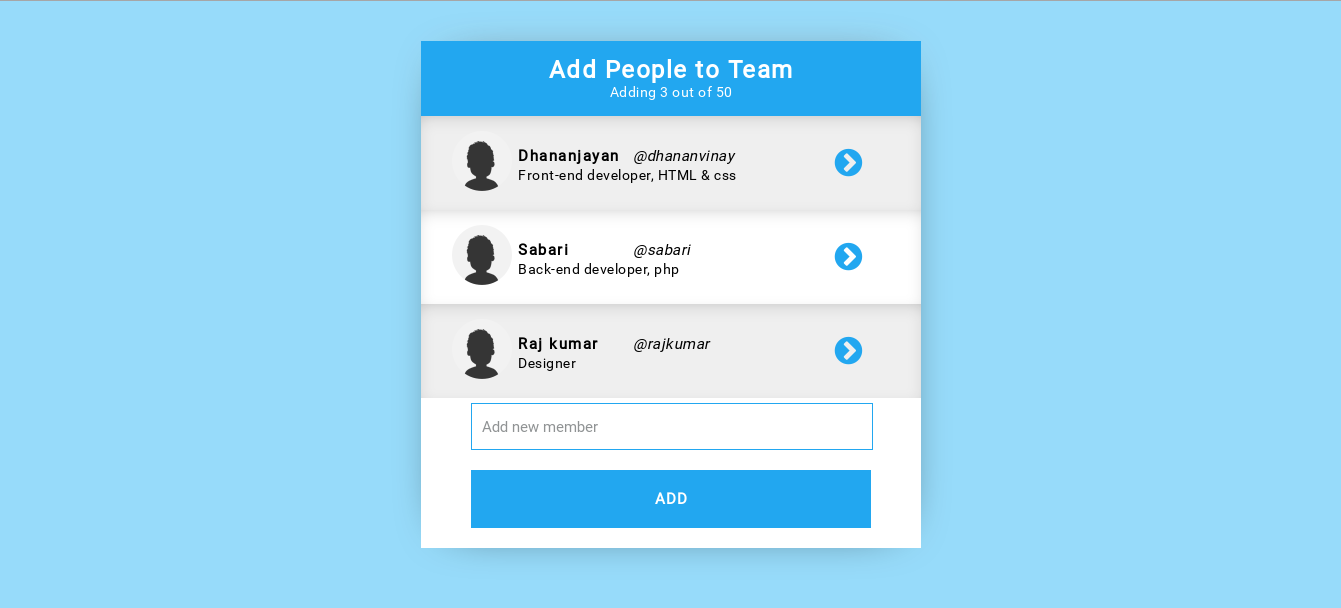 Add People to Team
Adding 3 out of 50
Dhananjayan @dhananvinay
Front-end developer, HTML & css
Sabari @sabari
Back-end developer, php
Raj kumar @rajkumar
Designer
Add new member
ADD